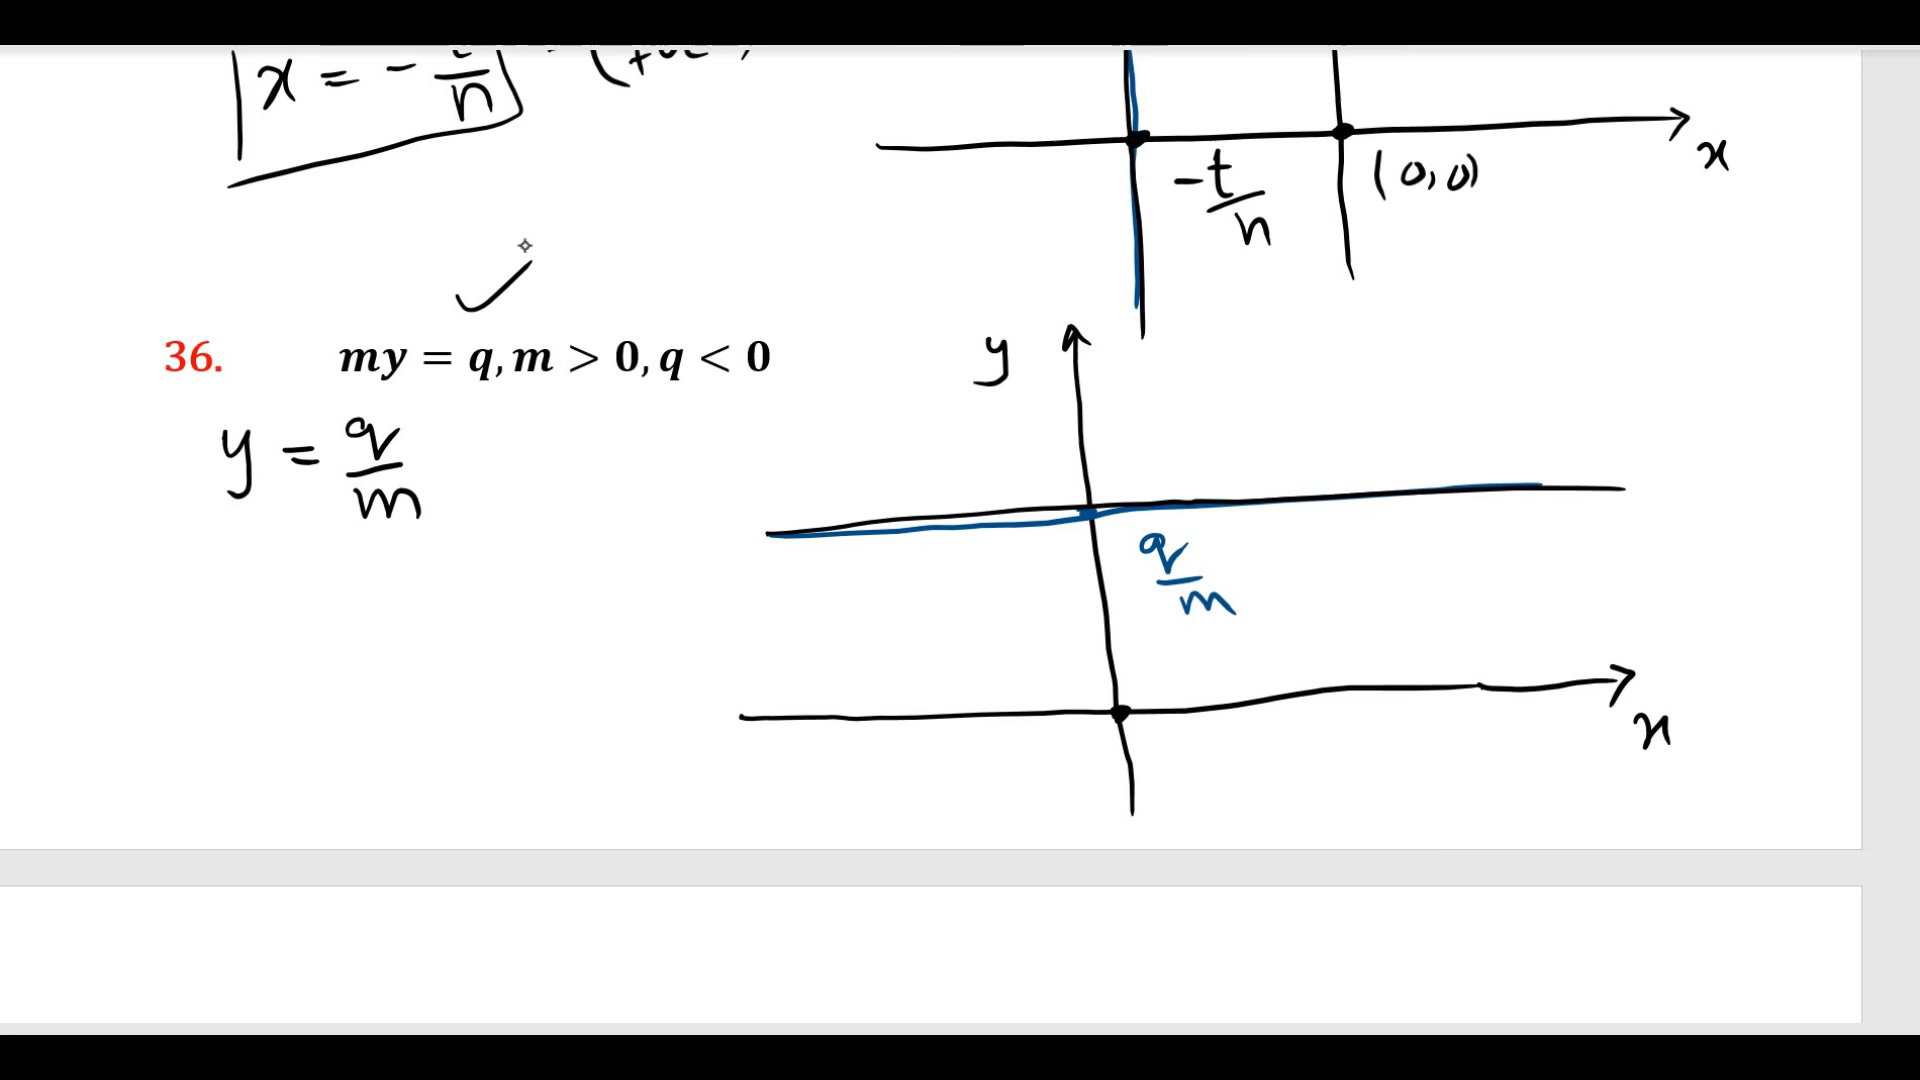 x = - t/n
x
-t/n
(0,0)
36. my = q, m > 0, q < 0
y
y = q/m
q/m
x